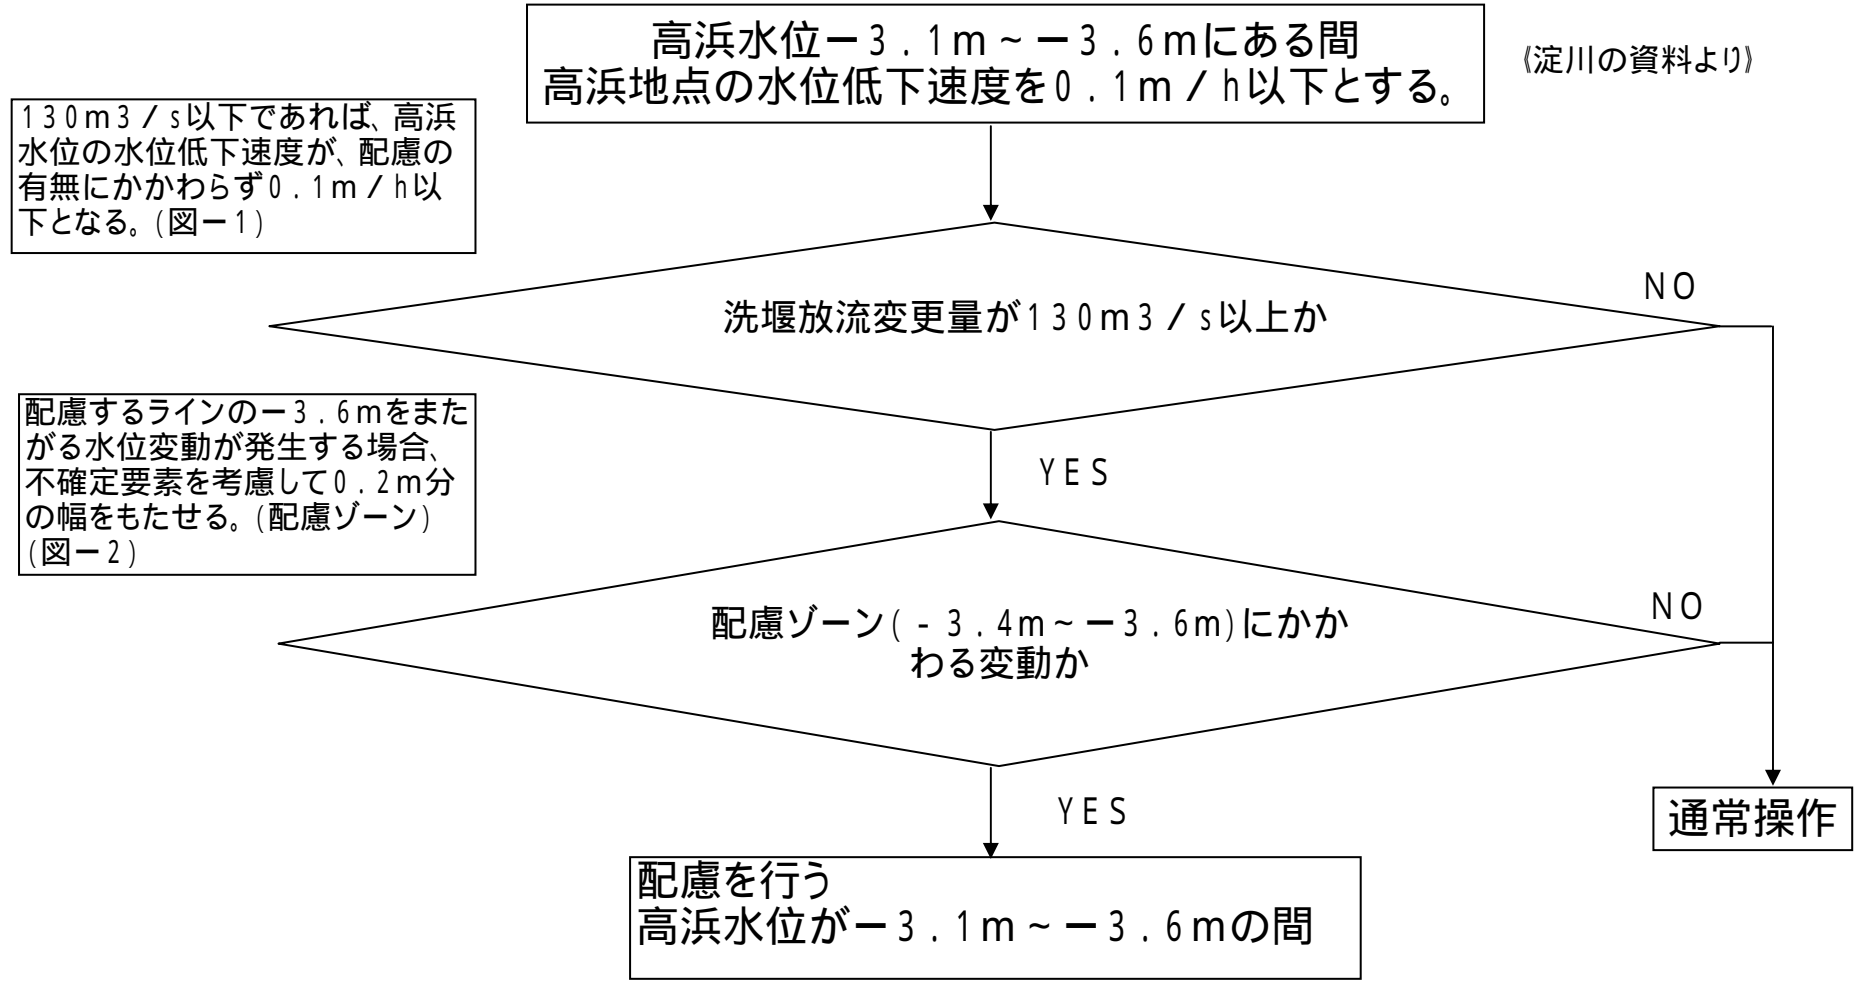 高浜水位ー3.1m~ー3.6mにある間
高浜地点の水位低下速度を0.1m/h以下とする。
《淀川の資料より》
130m3/s以下であれば、高浜
水位の水位低下速度が、配慮の
有無にかかわらず0.1m/h以
下となる。(図ー1)
洗堰放流変更量が130m3/s以上か
NO
配慮するラインのー3.6mをまた
がる水位変動が発生する場合、
不確定要素を考慮して0.2m分
の幅をもたせる。(配慮ゾーン)
(図ー2)
YES
配慮ゾーン(-3.4m~ー3.6m)にかか
わる変動か
NO
YES
通常操作
配慮を行う
高浜水位がー3.1m~ー3.6mの間